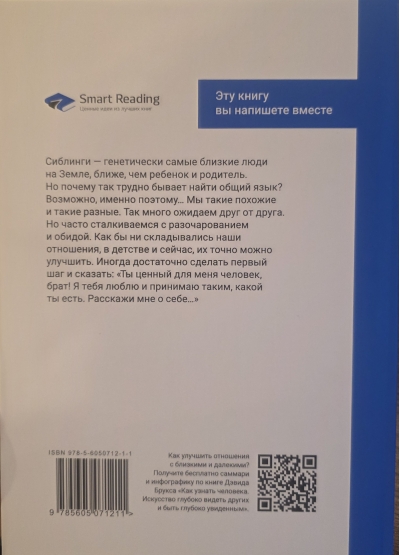 Smart Reading
Ценные идеи из лучших книг
Эту книгу
вы напишете вместе
Сиблинги — генетически самые близкие люди
на Земле, ближе, чем ребенок и родитель.
Но почему так трудно бывает найти общий язык?
Возможно, именно поэтому... Мы такие похожие
и такие разные. Так много ожидаем друг от друга.
Но часто сталкиваемся с разочарованием
и обидой. Как бы ни складывались наши
отношения, в детстве и сейчас, их точно можно
улучшить. Иногда достаточно сделать первый
шаг и сказать: «Ты ценный для меня человек,
брат! Я тебя люблю и принимаю таким, какой
ты есть. Расскажи мне о себе...»
ISBN 978-5-6050712-1-1
9 785605 071211 >
Как улучшить отношения
с близкими и далекими?
Получите бесплатно саммари
и инфографику по книге Дэвида
Брукса «Как узнать человека.
Искусство глубоко видеть других
и быть глубоко увиденным».